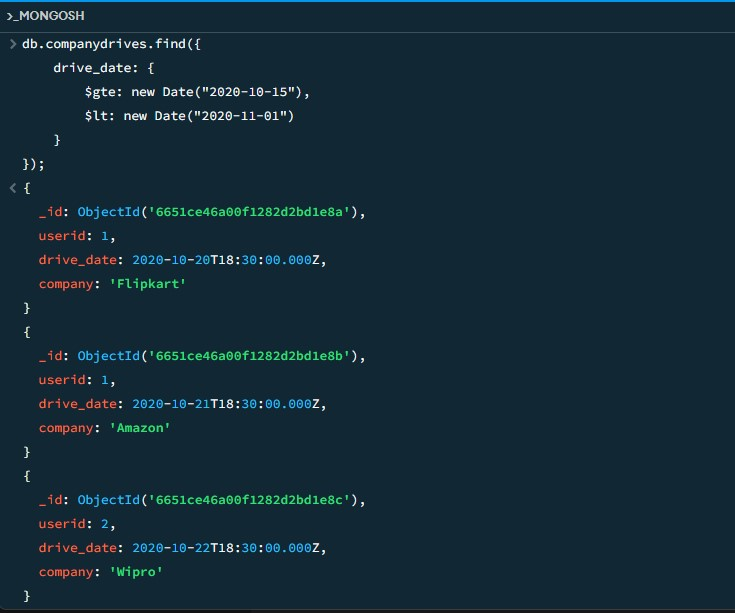 >_MONGOSH
> db.companydrives.find({
    drive_date: {
        $gte: new Date("2020-10-15"),
        $lt: new Date("2020-11-01")
    }
});
< {
  _id: ObjectId('6651ce46a00f1282d2bd1e8a'),
  userid: 1,
  drive_date: 2020-10-20T18:30:00.000Z,
  company: 'Flipkart'
}
{
  _id: ObjectId('6651ce46a00f1282d2bd1e8b'),
  userid: 1,
  drive_date: 2020-10-21T18:30:00.000Z,
  company: 'Amazon'
}
{
  _id: ObjectId('6651ce46a00f1282d2bd1e8c'),
  userid: 2,
  drive_date: 2020-10-22T18:30:00.000Z,
  company: 'Wipro'
}